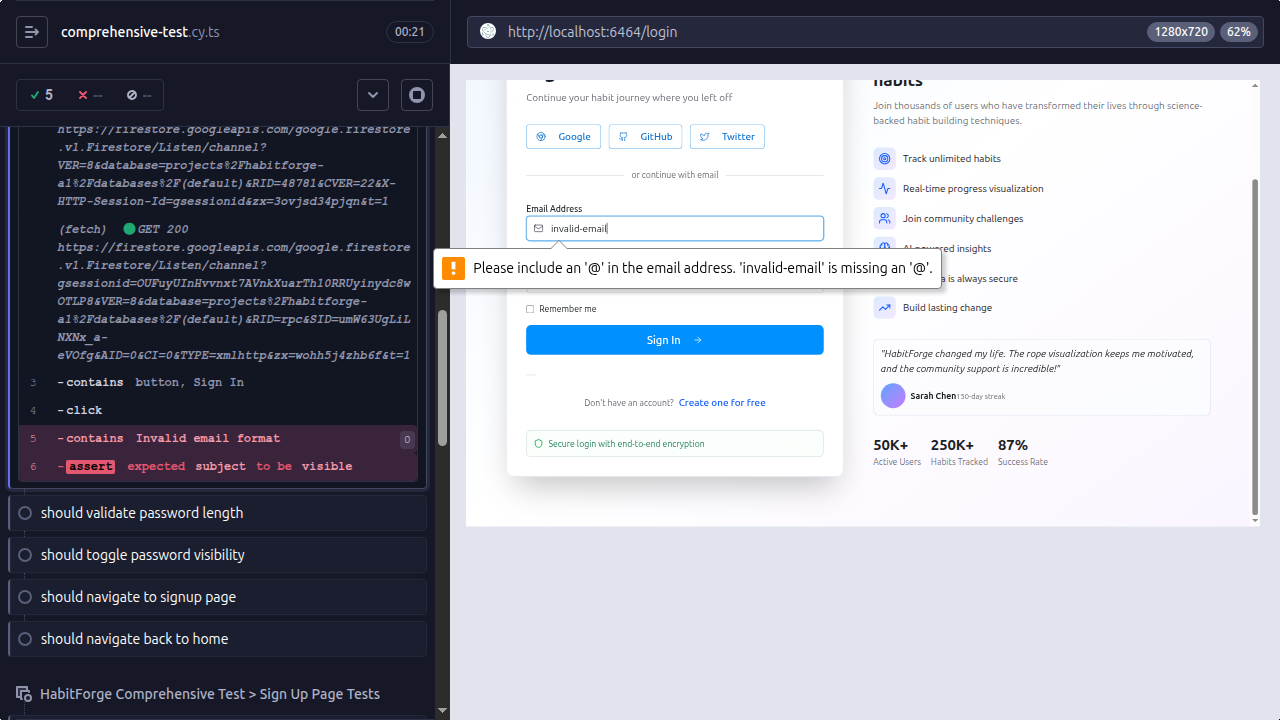 comprehensive-test.cy.ts
00:21
5 -- --
https://firestore.googleapis.com/google.firestore
.v1.Firestore/Listen/channel?
VER=8&database=projects%2Fhabitforge-
al%2Fdatabases%2F(default)&RID=48781&CVER=22&X-
HTTP-Session-Id=gsessionid&zx=3ovjsd34pjqn&t=1
(fetch) GET 200
https://firestore.googleapis.com/google.firestore
.v1.Firestore/Listen/channel?
gsessionid=OUFuyUInHvvnxt7AVnkXuarThl0RRUyinydc8w
OTLP8&VER=8&database=projects%2Fhabitforge-
al%2Fdatabases%2F(default)&RID=rpc&SID=umW63UgLiL
NXNx_a-
eVOfg&AID=0&CI=0&TYPE=xmlhttp&zx=wohh5j4zhb6f&t=1
3 -contains button, Sign In
4 -click
5 -contains Invalid email format 0
6 -assert expected subject to be visible
should validate password length
should toggle password visibility
should navigate to signup page
should navigate back to home
HabitForge Comprehensive Test > Sign Up Page Tests
http://localhost:6464/login
1280x720 62%
Continue your habit journey where you left off
Google GitHub Twitter
or continue with email
Email Address
invalid-email
Please include an '@' in the email address. 'invalid-email' is missing an '@'.
Remember me
Sign In
Don't have an account? Create one for free
Secure login with end-to-end encryption
habits
Join thousands of users who have transformed their lives through science-
backed habit building techniques.
Track unlimited habits
Real-time progress visualization
Join community challenges
AI powered insights
a is always secure
Build lasting change
"HabitForge changed my life. The rope visualization keeps me motivated,
and the community support is incredible!"
Sarah Chen 150-day streak
50K+ 250K+ 87%
Active Users Habits Tracked Success Rate